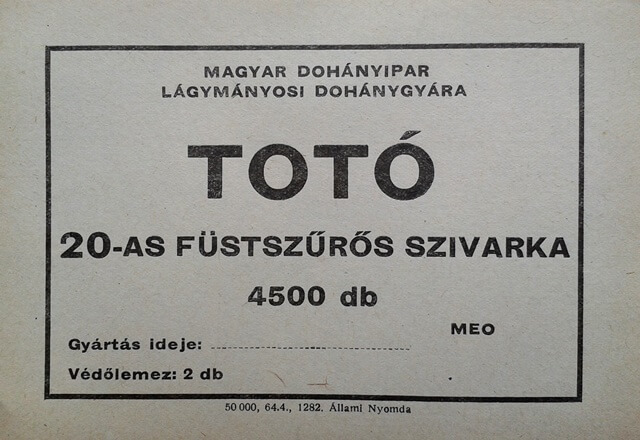 MAGYAR DOHÁNYIPAR
LÁGYMÁNYOSI DOHÁNYGYÁRA
TOTÓ
20-AS FÜSTSZŰRŐS SZIVARKA
4500 db
MEO
Gyártás ideje:
Védőlemez: 2 db
50 000, 64.4., 1282. Állami Nyomda